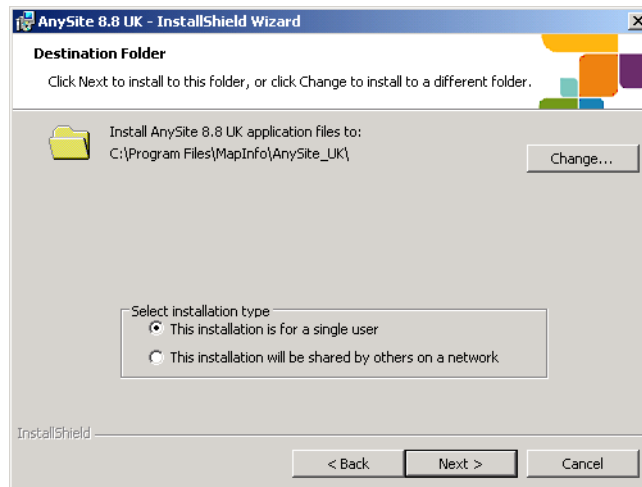 AnySite 8.8 UK - InstallShield Wizard
Destination Folder
Click Next to install to this folder, or click Change to install to a different folder.
Install AnySite 8.8 UK application files to:
C:\Program Files\MapInfo\AnySite_UK\
Change...
Select installation type
This installation is for a single user
This installation will be shared by others on a network
InstallShield
< Back
Next >
Cancel